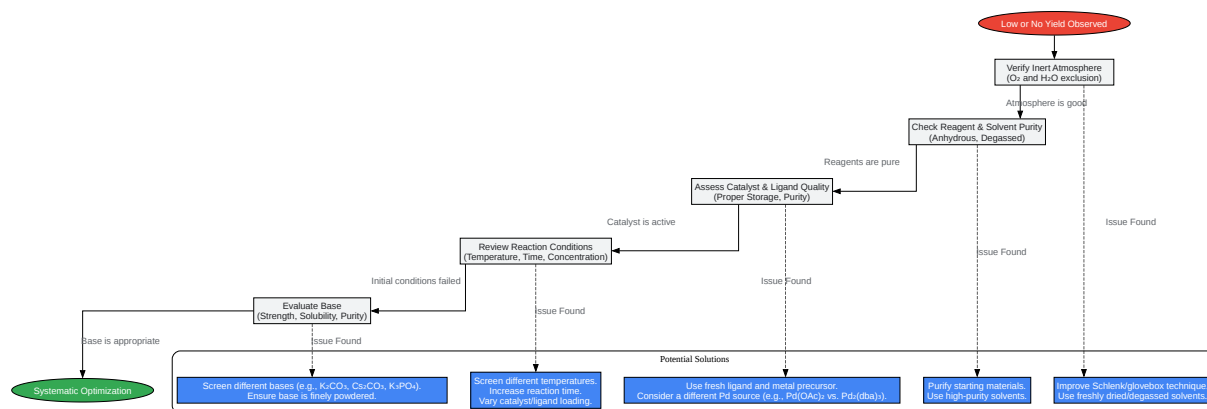 Low or No Yield Observed
Verify Inert Atmosphere
(O₂ and H₂O exclusion)
Atmosphere is good
Check Reagent & Solvent Purity
(Anhydrous, Degassed)
Reagents are pure
Assess Catalyst & Ligand Quality
(Proper Storage, Purity)
Catalyst is active
Issue Found
Review Reaction Conditions
(Temperature, Time, Concentration)
Issue Found
Initial conditions failed
Issue Found
Evaluate Base
(Strength, Solubility, Purity)
Issue Found
Base is appropriate
Issue Found
Potential Solutions
Systematic Optimization
Screen different bases (e.g., K₂CO₃, Cs₂CO₃, K₃PO₄).
Ensure base is finely powdered.
Screen different temperatures.
Increase reaction time.
Vary catalyst/ligand loading.
Use fresh ligand and metal precursor.
Consider a different Pd source (e.g., Pd(OAc)₂ vs. Pd₂(dba)₃).
Purify starting materials.
Use high-purity solvents.
Improve Schlenk/glovebox technique
Use freshly dried/degassed solvents.